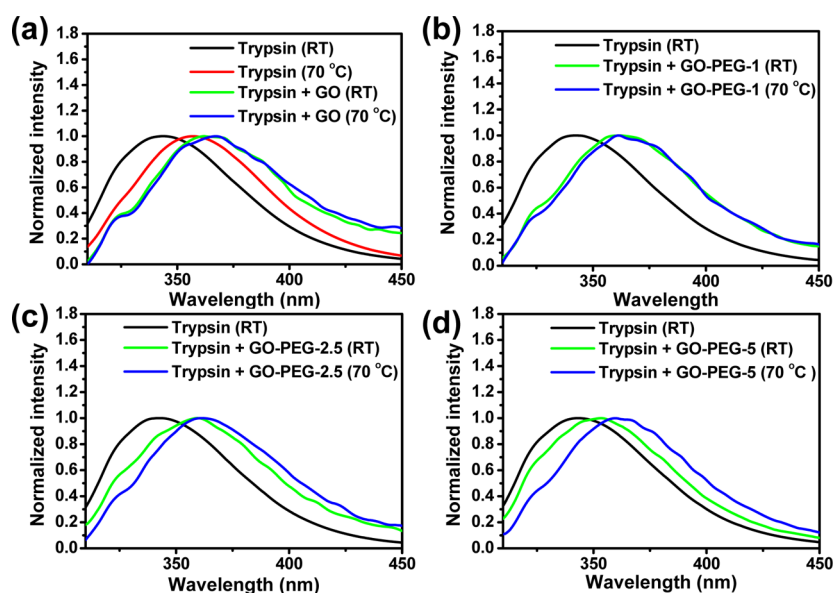 (a)
Normalized intensity
1.8
1.6
1.4
1.2
1.0
0.8
0.6
0.4
0.2
0.0
Trypsin (RT)
Trypsin (70 °C)
Trypsin + GO (RT)
Trypsin + GO (70 °C)
350 400 450
Wavelength (nm)
(b)
Normalized intensity
1.8
1.6
1.4
1.2
1.0
0.8
0.6
0.4
0.2
0.0
Trypsin (RT)
Trypsin + GO-PEG-1 (RT)
Trypsin + GO-PEG-1 (70 °C)
350 400 450
Wavelength
(c)
Normalized intensity
1.8
1.6
1.4
1.2
1.0
0.8
0.6
0.4
0.2
0.0
Trypsin (RT)
Trypsin + GO-PEG-2.5 (RT)
Trypsin + GO-PEG-2.5 (70 °C)
350 400 450
Wavelength (nm)
(d)
Normalized intensity
1.8
1.6
1.4
1.2
1.0
0.8
0.6
0.4
0.2
0.0
Trypsin (RT)
Trypsin + GO-PEG-5 (RT)
Trypsin + GO-PEG-5 (70 °C )
350 400 450
Wavelength (nm)